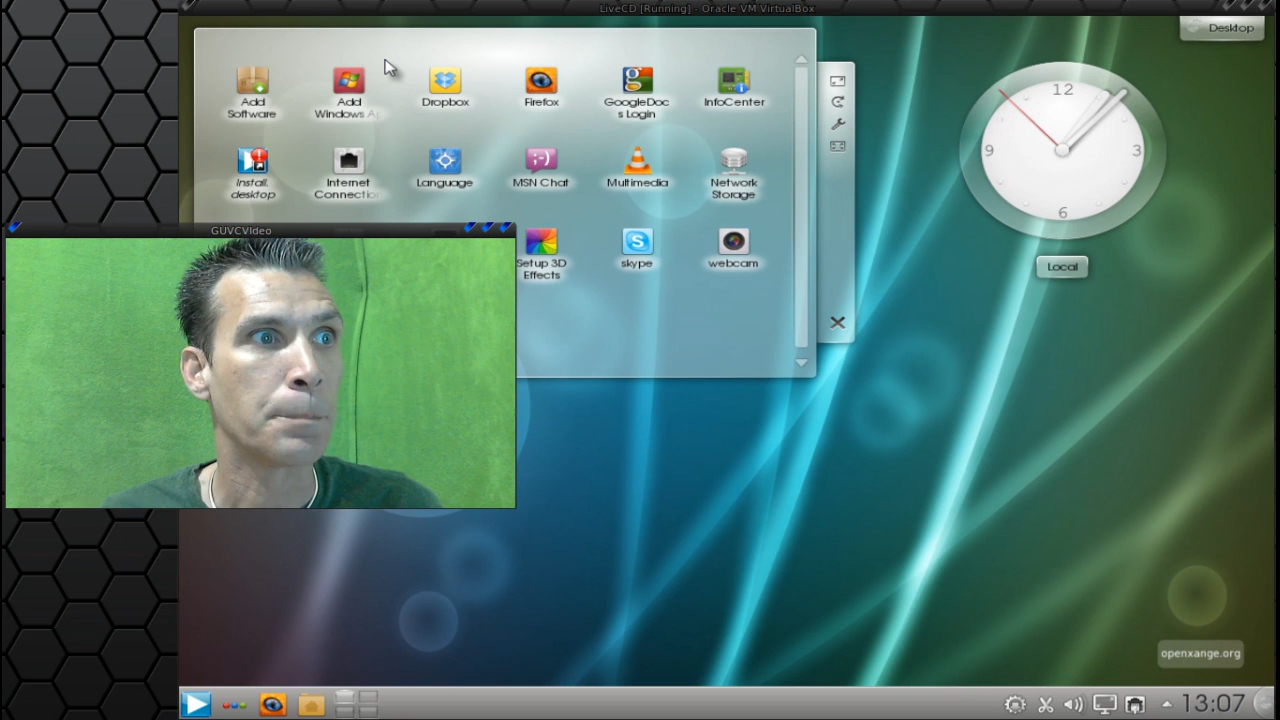 LiveCD [Running] - Oracle VM VirtualBox
Desktop
Add
Software
Add
Windows Ap
Dropbox
Firefox
GoogleDoc
s Login
InfoCenter
Install.
desktop
Internet
Connectio
Language
MSN Chat
Multimedia
Network
Storage
Setup 3D
Effects
skype
webcam
GUVCVideo
12
3
6
9
Local
openxange.org
13:07